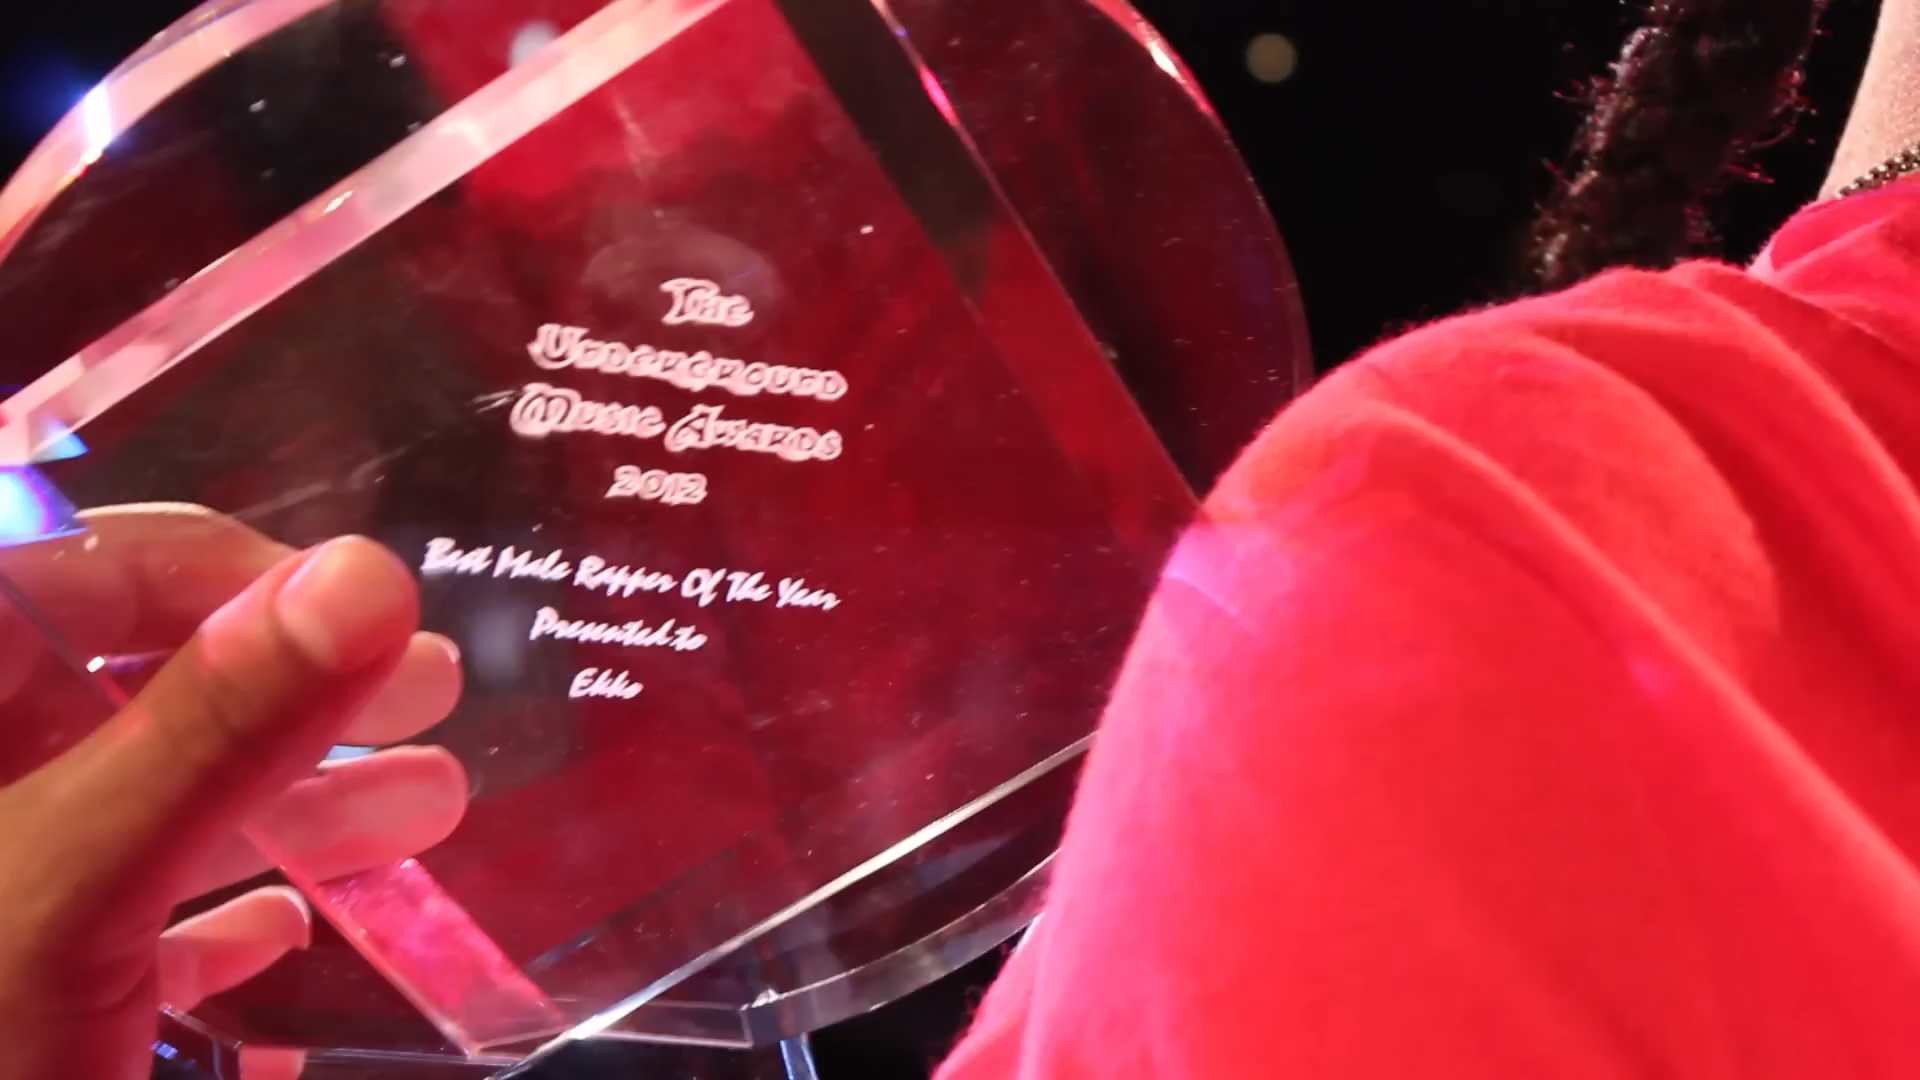 The
Underground
Music Awards
2012
Best Male Rapper Of The Year
Presented to
Ekko